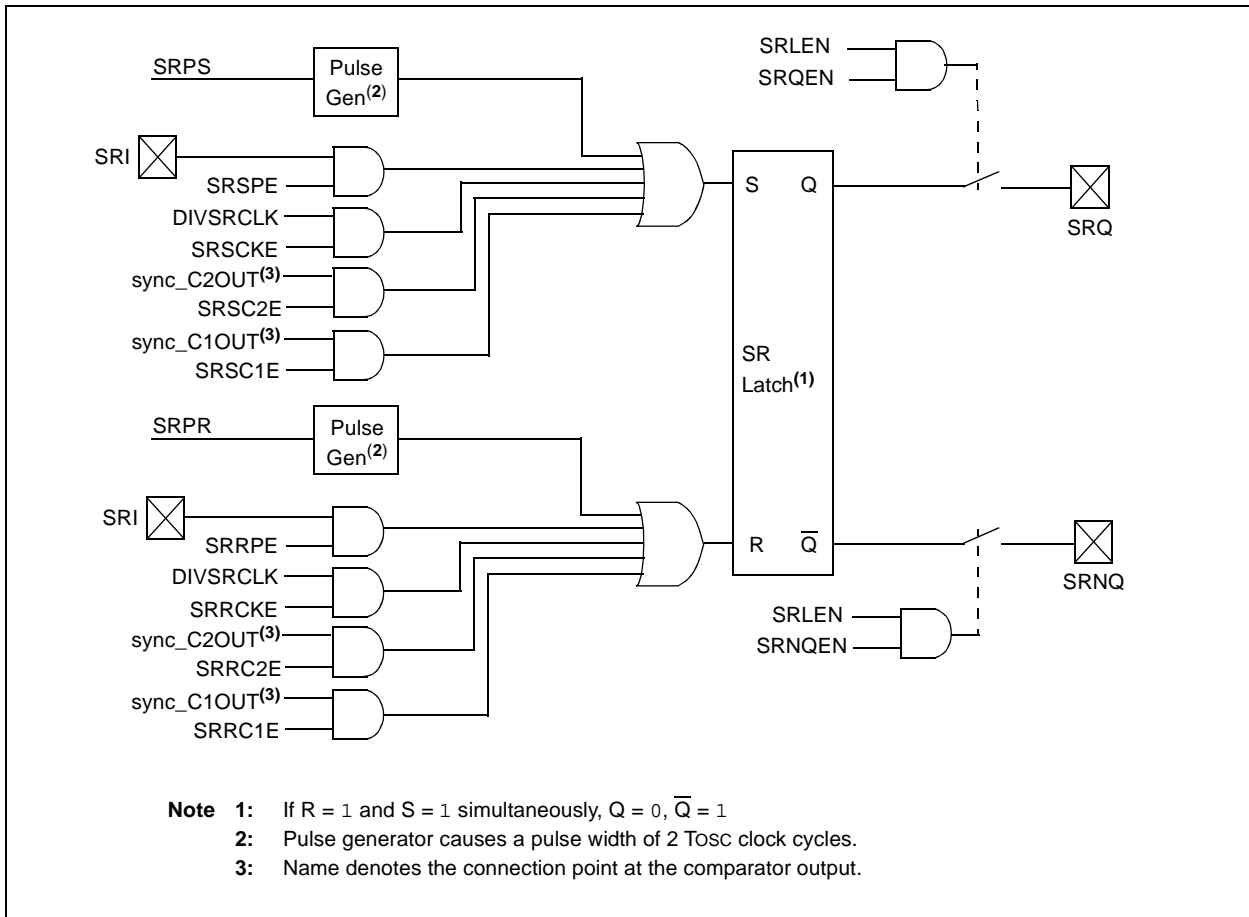 SRPS
Pulse
Gen(2)
SRI
SRSPE
DIVSRCLK
SRSCKE
sync_C2OUT(3)
SRSC2E
sync_C1OUT(3)
SRSC1E
SRPR
Pulse
Gen(2)
SRI
SRRPE
DIVSRCLK
SRRCKE
sync_C2OUT(3)
SRRC2E
sync_C1OUT(3)
SRRC1E
S Q
SR
Latch(1)
R Q̅
SRLEN
SRQEN
SRQ
SRLEN
SRNQEN
SRNQ
Note 1: If R = 1 and S = 1 simultaneously, Q = 0, Q̅ = 1
2: Pulse generator causes a pulse width of 2 TOSC clock cycles.
3: Name denotes the connection point at the comparator output.